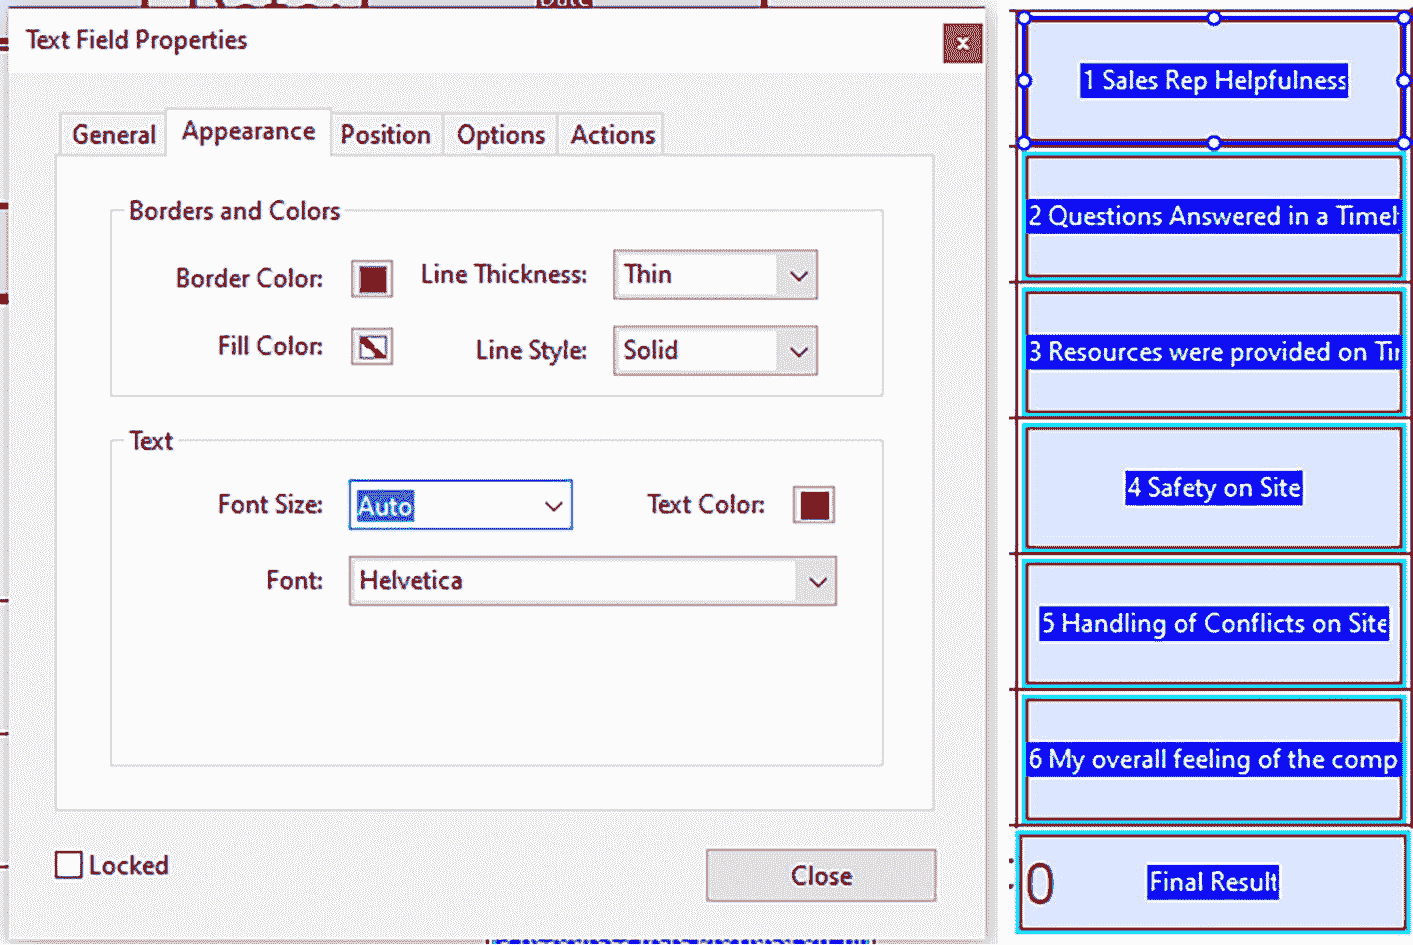 Date
Text Field Properties
General Appearance Position Options Actions
Borders and Colors
Border Color: Line Thickness: Thin
Fill Color: Line Style: Solid
Text
Font Size: Auto Text Color:
Font: Helvetica
Locked
Close
1 Sales Rep Helpfulness
2 Questions Answered in a Timel
3 Resources were provided on Ti
4 Safety on Site
5 Handling of Conflicts on Site
6 My overall feeling of the comp
0 Final Result